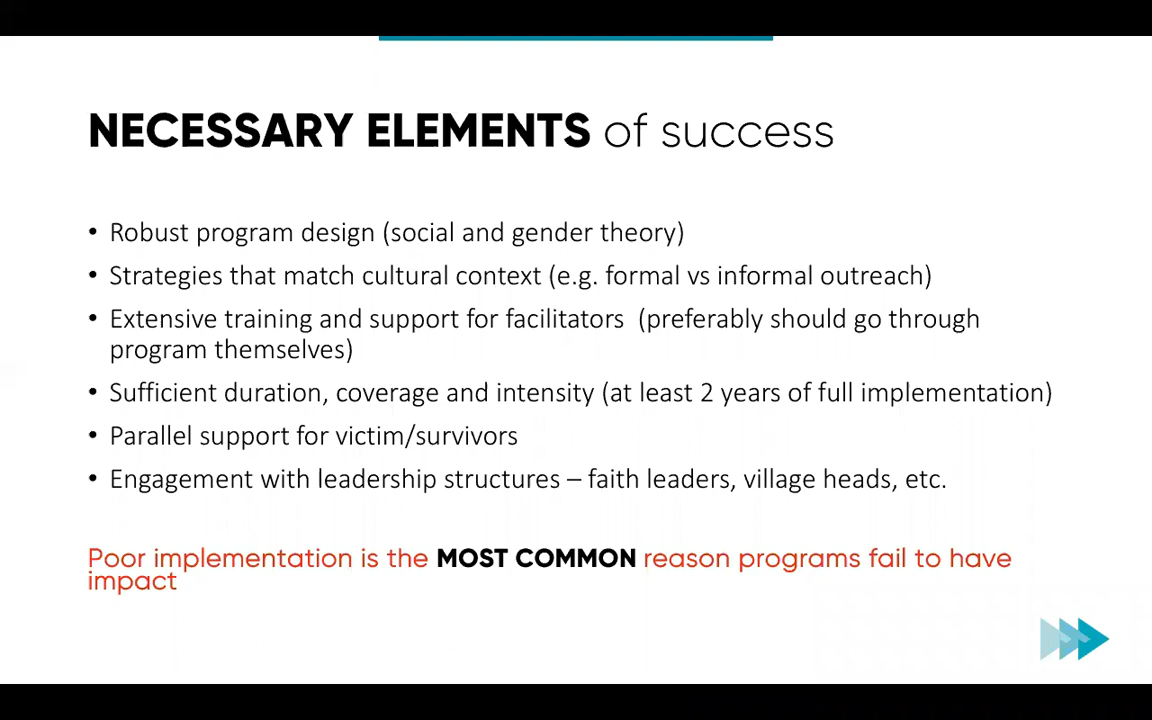 NECESSARY ELEMENTS of success
• Robust program design (social and gender theory)
• Strategies that match cultural context (e.g. formal vs informal outreach)
• Extensive training and support for facilitators  (preferably should go through
program themselves)
• Sufficient duration, coverage and intensity (at least 2 years of full implementation)
• Parallel support for victim/survivors
• Engagement with leadership structures – faith leaders, village heads, etc.
Poor implementation is the MOST COMMON reason programs fail to have
impact